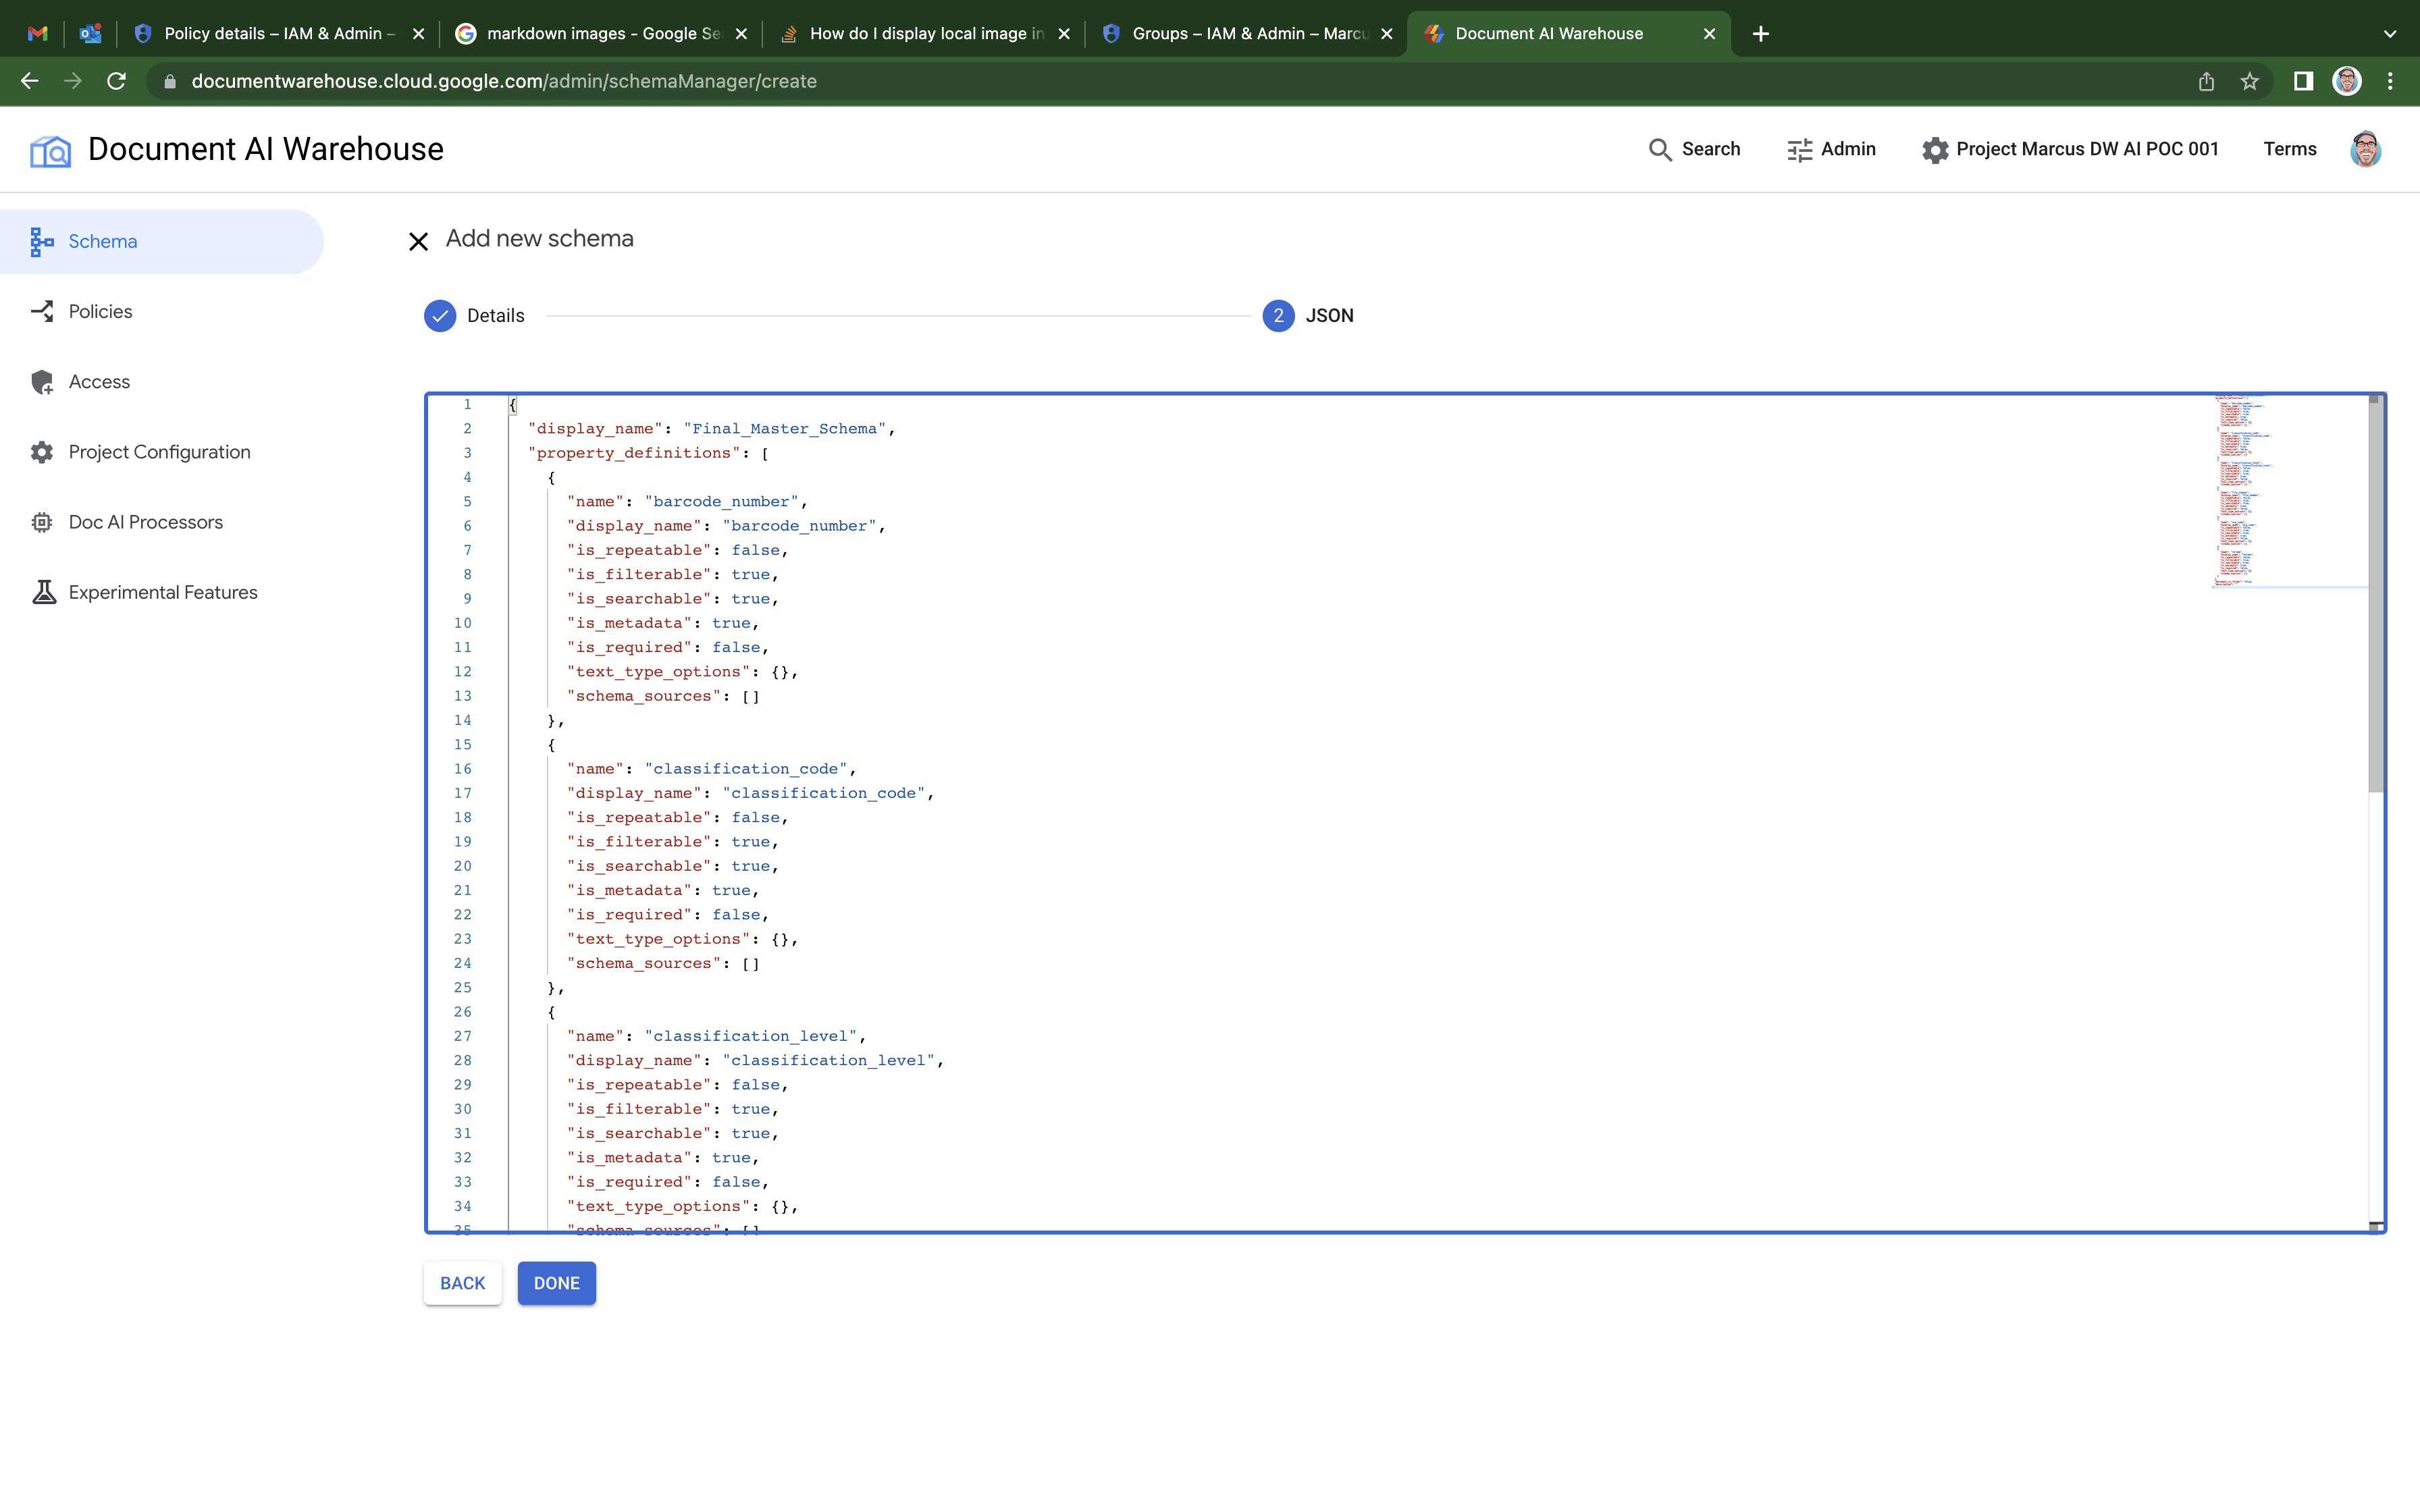 Policy details – IAM & Admin –
markdown images - Google Se
How do I display local image in
Groups – IAM & Admin – Marcu
Document AI Warehouse
documentwarehouse.cloud.google.com/admin/schemaManager/create
Document AI Warehouse
Search
Admin
Project Marcus DW AI POC 001
Terms
Schema
Policies
Access
Project Configuration
Doc AI Processors
Experimental Features
Add new schema
Details
2 JSON
1 {
2 "display_name": "Final_Master_Schema",
3 "property_definitions": [
4 {
5 "name": "barcode_number",
6 "display_name": "barcode_number",
7 "is_repeatable": false,
8 "is_filterable": true,
9 "is_searchable": true,
10 "is_metadata": true,
11 "is_required": false,
12 "text_type_options": {},
13 "schema_sources": []
14 },
15 {
16 "name": "classification_code",
17 "display_name": "classification_code",
18 "is_repeatable": false,
19 "is_filterable": true,
20 "is_searchable": true,
21 "is_metadata": true,
22 "is_required": false,
23 "text_type_options": {},
24 "schema_sources": []
25 },
26 {
27 "name": "classification_level",
28 "display_name": "classification_level",
29 "is_repeatable": false,
30 "is_filterable": true,
31 "is_searchable": true,
32 "is_metadata": true,
33 "is_required": false,
34 "text_type_options": {},
35 "schema_sources": []
BACK
DONE